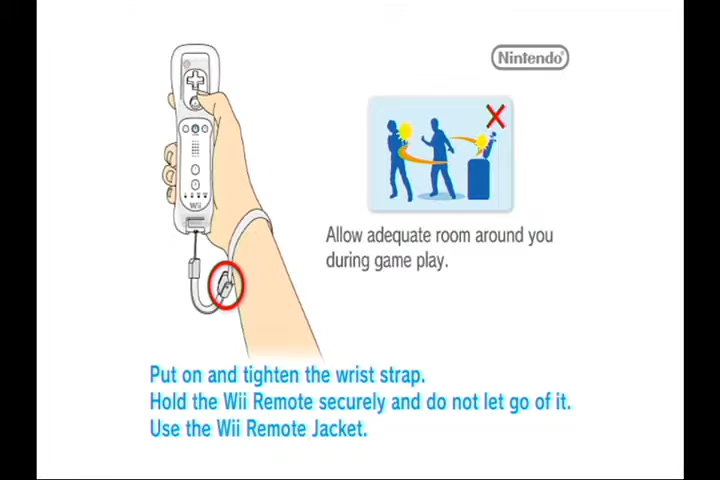 Nintendo®
Allow adequate room around you
during game play.
Wii
Put on and tighten the wrist strap.
Hold the Wii Remote securely and do not let go of it.
Use the Wii Remote Jacket.